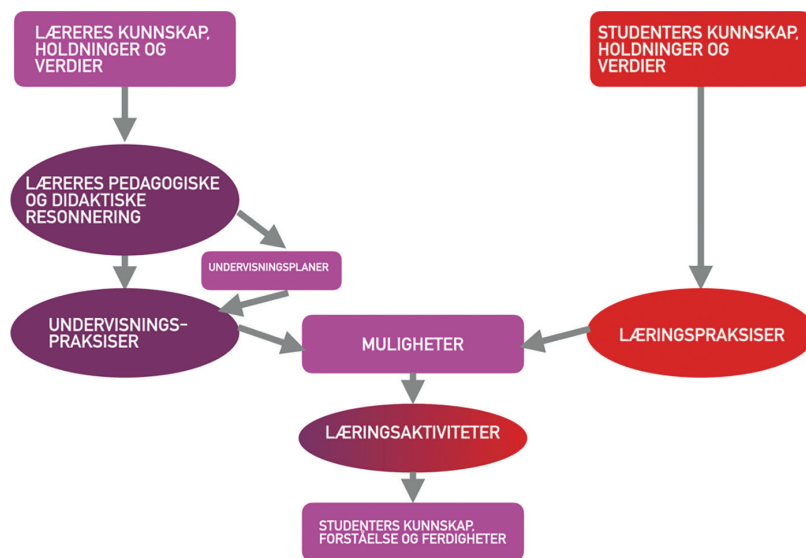 LÆRERES KUNNSKAP,
HOLDNINGER OG
VERDIER
STUDENTERS KUNNSKAP,
HOLDNINGER OG
VERDIER
LÆRERES PEDAGOGISKE
OG DIDAKTISKE
RESONNERING
UNDERVISNINGSPLANER
UNDERVISNINGS-
PRAKSISER
MULIGHETER
LÆRINGSPRAKSISER
LÆRINGSAKTIVITETER
STUDENTERS KUNNSKAP,
FORSTÅELSE OG FERDIGHETER